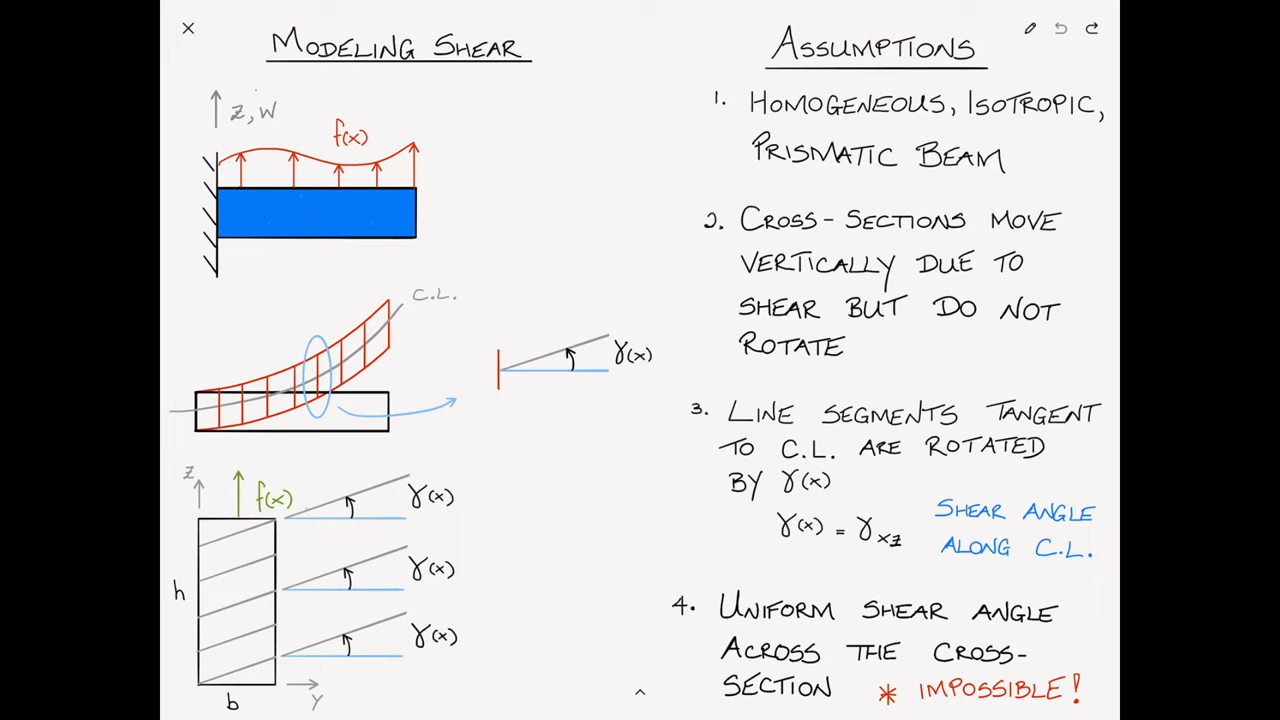 MODELING SHEAR
Z, W
f(x)
C.L.
γ(x)
Z
f(x)
γ(x)
h
γ(x)
γ(x)
b
Y
ASSUMPTIONS
1. HOMOGENEOUS, ISOTROPIC,
PRISMATIC BEAM
2. CROSS-SECTIONS MOVE
VERTICALLY DUE TO
SHEAR BUT DO NOT
ROTATE
3. LINE SEGMENTS TANGENT
TO C.L. ARE ROTATED
BY γ(x)
γ(x) = γxz
SHEAR ANGLE
ALONG C.L.
4. UNIFORM SHEAR ANGLE
ACROSS THE CROSS-
SECTION * IMPOSSIBLE!